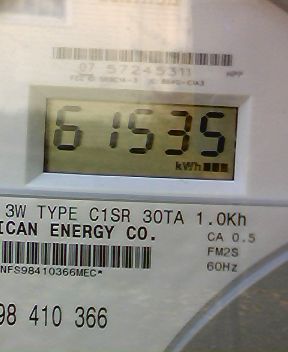 07 57245311 HPP
61535
kWh
3W TYPE C1SR 30TA 1.0Kh
ICAN ENERGY CO.
CA 0.5
FM2S
60Hz
NFS98410366MEC*
98 410 366